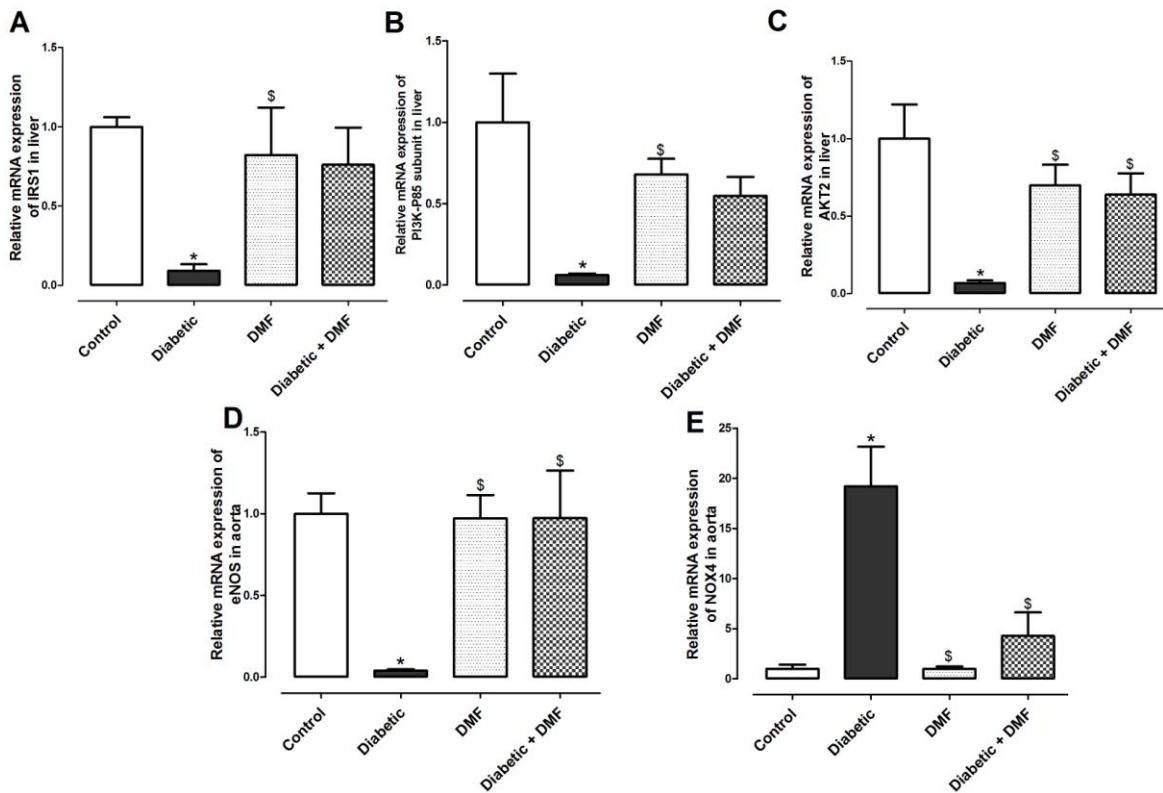 A
Relative mRNA expression
of IRS1 in liver
1.5
1.0
0.5
0.0
*
$
Control
Diabetic
DMF
Diabetic + DMF
B
Relative mRNA expression of
PI3K-P85 subunit in liver
1.5
1.0
0.5
0.0
*
$
Control
Diabetic
DMF
Diabetic + DMF
C
Relative mRNA expression of
AKT2 in liver
1.5
1.0
0.5
0.0
*
$
$
Control
Diabetic
DMF
Diabetic + DMF
D
Relative mRNA expression of
eNOS in aorta
1.5
1.0
0.5
0.0
*
$
$
Control
Diabetic
DMF
Diabetic + DMF
E
Relative mRNA expression
of NOX4 in aorta
25
20
15
10
5
0
*
$
$
Control
Diabetic
DMF
Diabetic + DMF